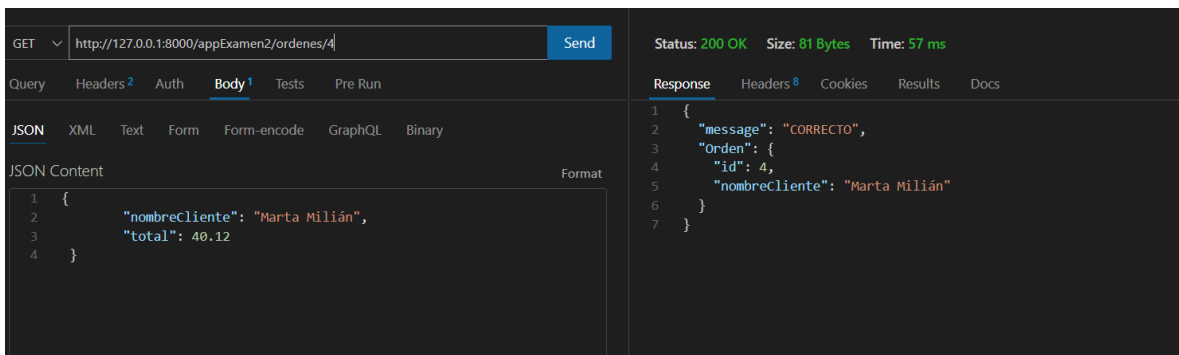 GET http://127.0.0.1:8000/appExamen2/ordenes/4 Send
Query Headers 2 Auth Body 1 Tests Pre Run
JSON XML Text Form Form-encode GraphQL Binary
JSON Content Format
1 {
2 "nombreCliente": "Marta Milián",
3 "total": 40.12
4 }
Status: 200 OK Size: 81 Bytes Time: 57 ms
Response Headers 8 Cookies Results Docs
1 {
2 "message": "CORRECTO",
3 "Orden": {
4 "id": 4,
5 "nombreCliente": "Marta Milián"
6 }
7 }